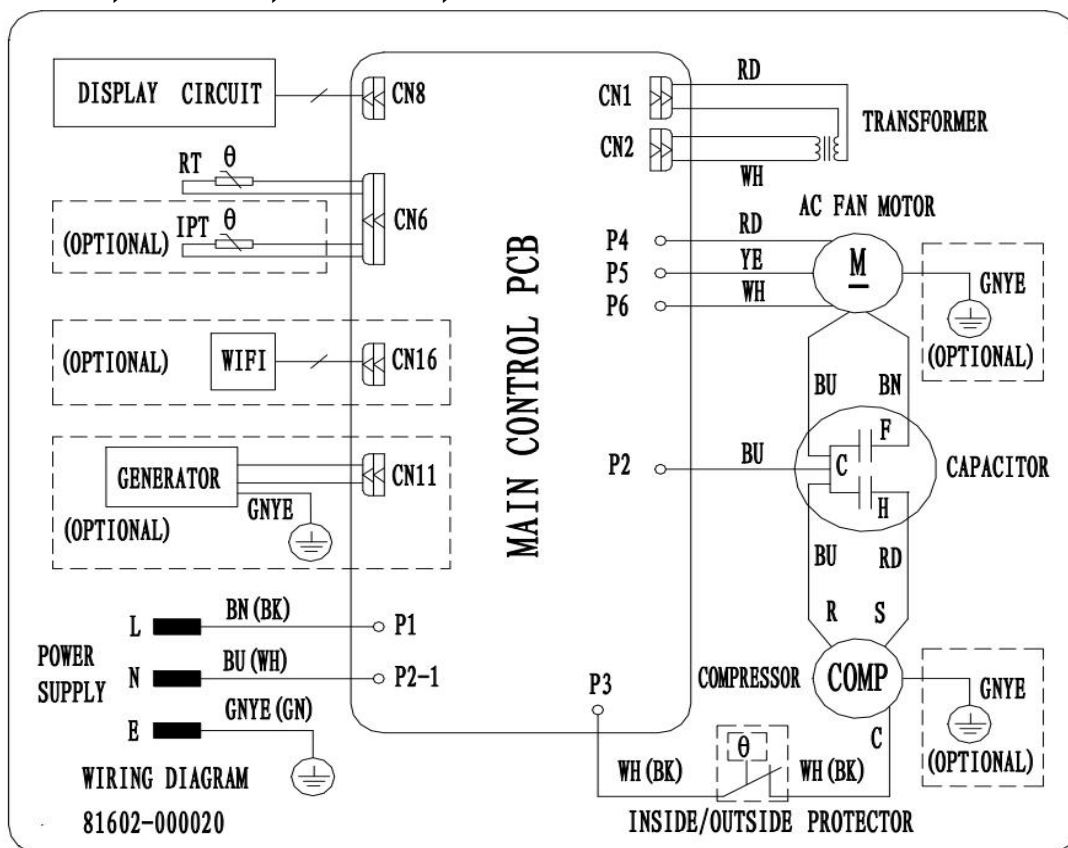 DISPLAY CIRCUIT
CN8
RT θ
(OPTIONAL)
IPT θ
CN6
(OPTIONAL)
WIFI
CN16
GENERATOR
GNYE
(OPTIONAL)
CN11
POWER
SUPPLY
L
BN(BK)
P1
N
BU(WH)
P2-1
E
GNYE(GN)
WIRING DIAGRAM
81602-000020
MAIN CONTROL PCB
CN1
RD
CN2
WH
TRANSFORMER
AC FAN MOTOR
P4
RD
P5
YE
P6
WH
M
GNYE
(OPTIONAL)
BU
BN
P2
BU
C
F
H
CAPACITOR
BU
RD
R
S
COMPRESSOR
COMP
C
GNYE
(OPTIONAL)
P3
WH(BK)
θ
WH(BK)
INSIDE/OUTSIDE PROTECTOR